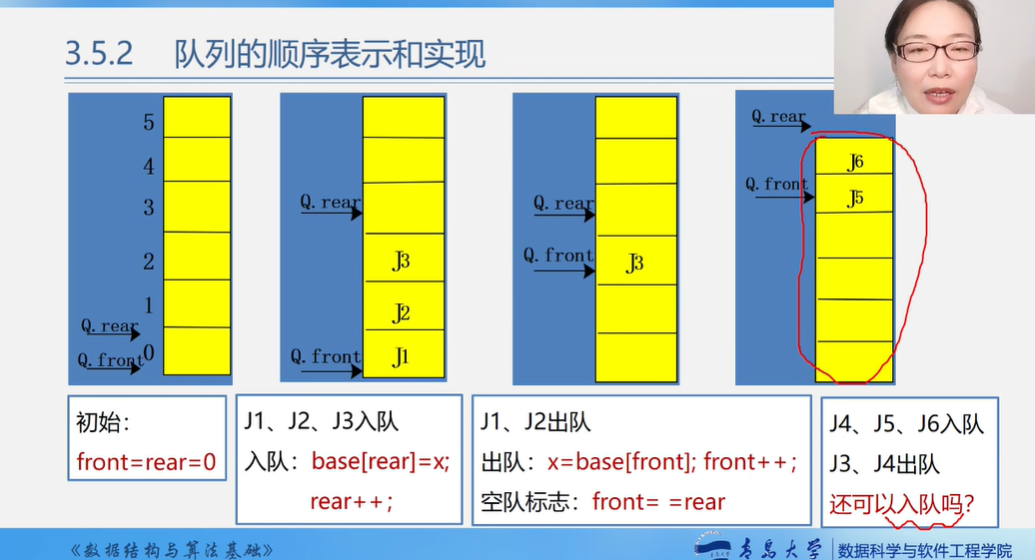 3.5.2 队列的顺序表示和实现
5
4
3
2
1
0
Q.rear
Q.front
Q.rear
J3
J2
Q.front
J1
Q.rear
Q.front
J3
Q.rear
J6
Q.front
J5
初始：
front=rear=0
J1、J2、J3入队
入队：base[rear]=x;
rear++;
J1、J2出队
出队：x=base[front]; front++;
空队标志：front= =rear
J4、J5、J6入队
J3、J4出队
还可以入队吗？
《数据结构与算法基础》
青岛大学 数据科学与软件工程学院